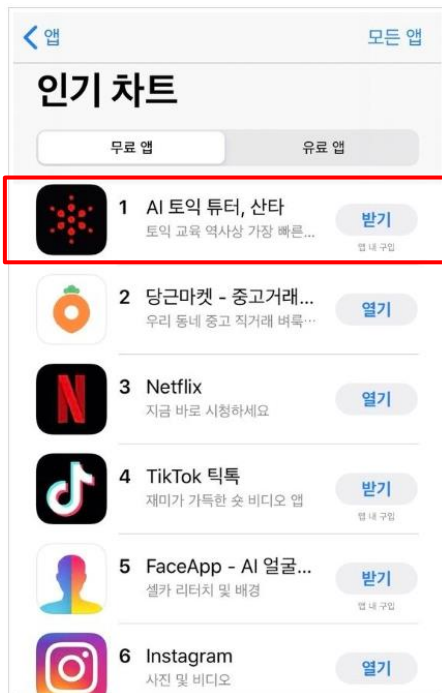 앱
모든 앱
인기 차트
무료 앱
유료 앱
1 AI 토익 튜터, 산타
토익 교육 역사상 가장 빠른...
받기
앱 내 구입
2 당근마켓 - 중고거래...
우리 동네 중고 직거래 벼룩...
열기
3 Netflix
지금 바로 시청하세요
열기
4 TikTok 틱톡
재미가 가득한 숏 비디오 앱
받기
앱 내 구입
5 FaceApp - AI 얼굴...
셀카 리터치 및 배경
받기
앱 내 구입
6 Instagram
사진 및 비디오
열기